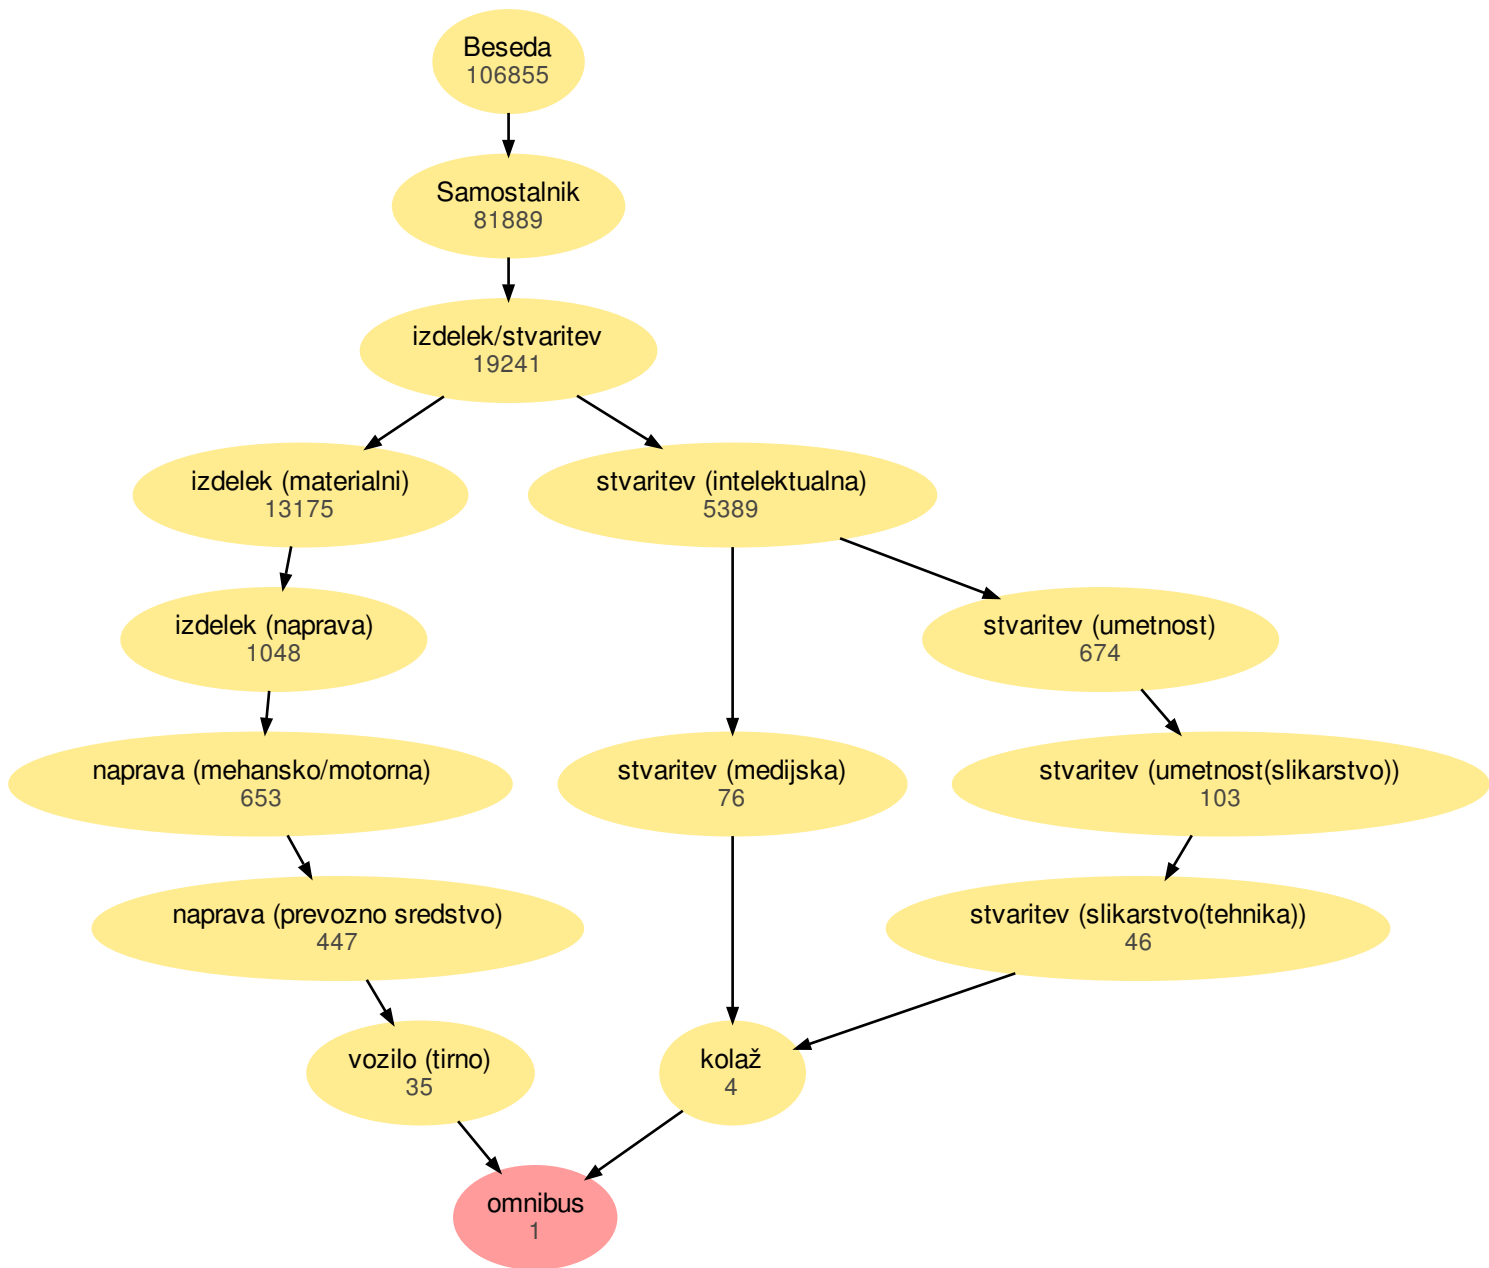 Beseda
106855
Samostalnik
81889
izdelek/stvaritev
19241
izdelek (materialni)
13175
stvaritev (intelektualna)
5389
izdelek (naprava)
1048
stvaritev (umetnost)
674
naprava (mehansko/motorna)
653
stvaritev (medijska)
76
stvaritev (umetnost(slikarstvo))
103
naprava (prevozno sredstvo)
447
stvaritev (slikarstvo(tehnika))
46
vozilo (tirno)
35
kolaž
4
omnibus
1